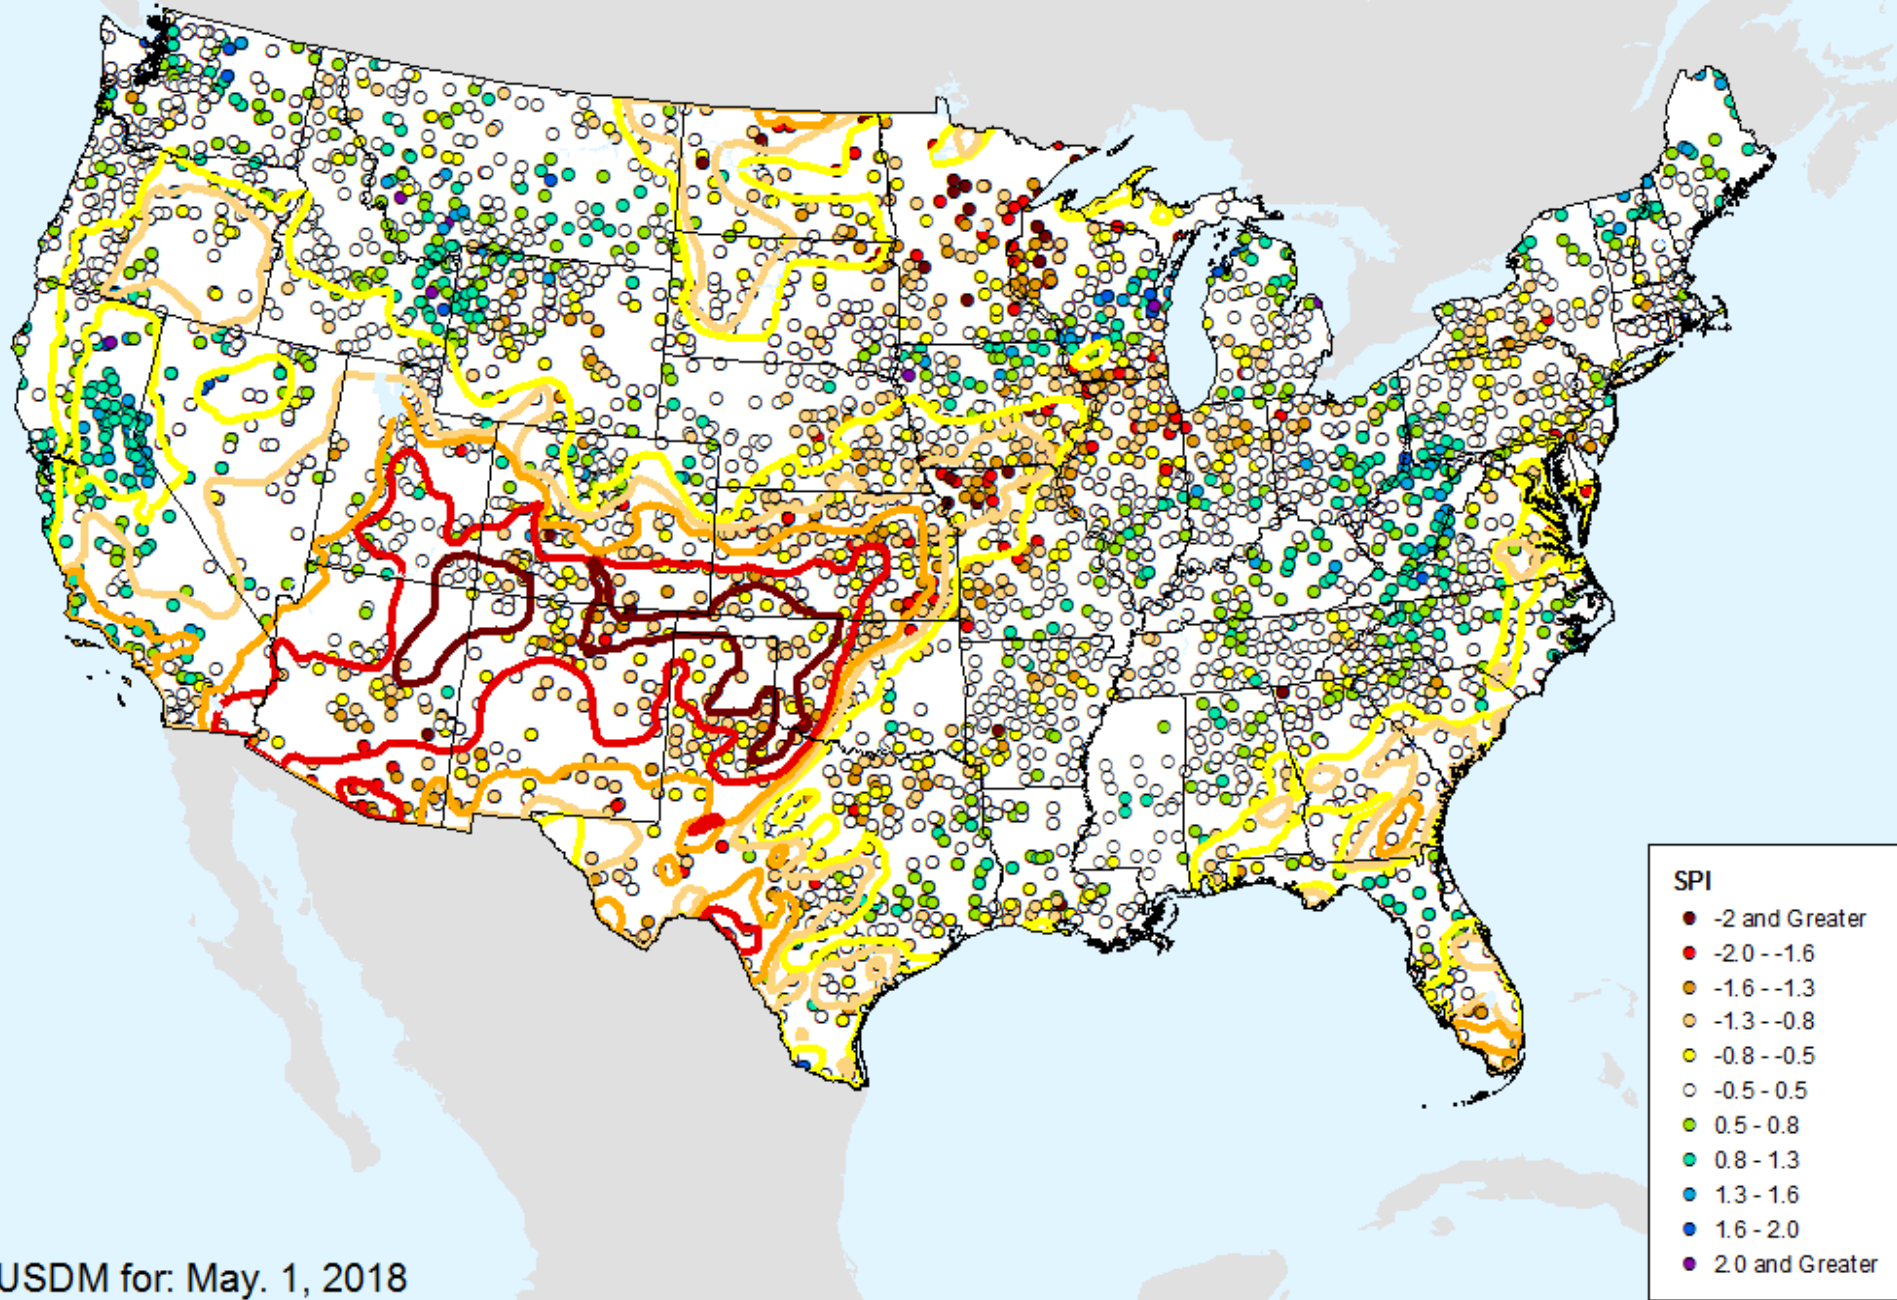 SPI
-2 and Greater
-2.0 - -1.6
-1.6 - -1.3
-1.3 - -0.8
-0.8 - -0.5
-0.5 - 0.5
0.5 - 0.8
0.8 - 1.3
1.3 - 1.6
1.6 - 2.0
2.0 and Greater
USDM for: May. 1, 2018